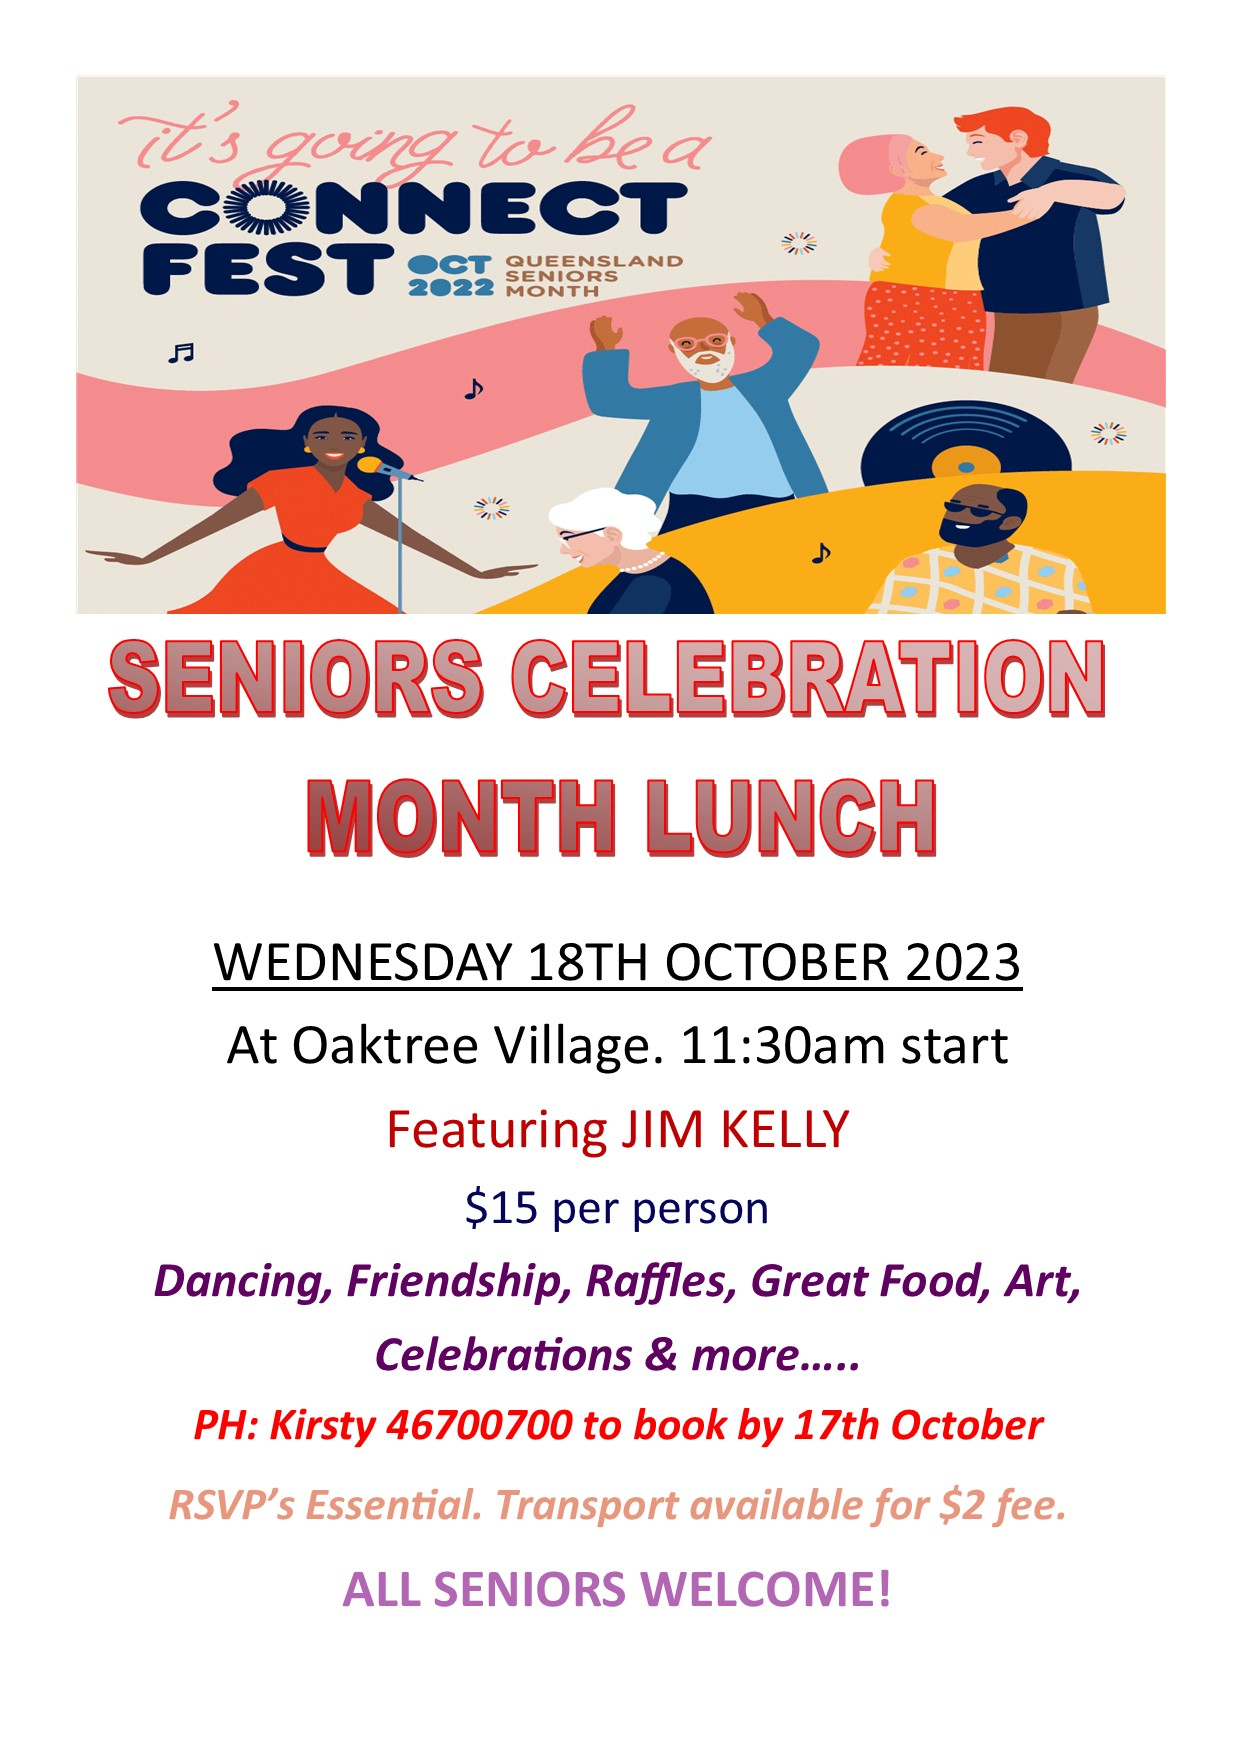 it's going to be a
CONNECT
FEST
OCT
2022
QUEENSLAND
SENIORS
MONTH
SENIORS CELEBRATION
MONTH LUNCH
WEDNESDAY 18TH OCTOBER 2023
At Oaktree Village. 11:30am start
Featuring JIM KELLY
$15 per person
Dancing, Friendship, Raffles, Great Food, Art,
Celebrations & more.....
PH: Kirsty 46700700 to book by 17th October
RSVP’s Essential. Transport available for $2 fee.
ALL SENIORS WELCOME!